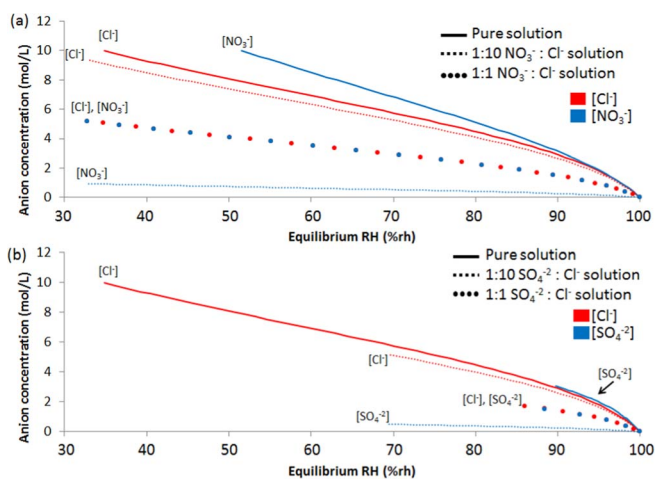 (a)
Anion concentration (mol/L)
12
10
8
6
4
2
0
[Cl⁻]
[Cl⁻]
[NO₃⁻]
[Cl⁻], [NO₃⁻]
[NO₃⁻]
Pure solution
1:10 NO₃⁻ : Cl⁻ solution
1:1 NO₃⁻ : Cl⁻ solution
[Cl⁻]
[NO₃⁻]
30 40 50 60 70 80 90 100
Equilibrium RH (%rh)
(b)
Anion concentration (mol/L)
12
10
8
6
4
2
0
[Cl⁻]
[Cl⁻]
[SO₄⁻²]
[Cl⁻], [SO₄⁻²]
[SO₄⁻²]
Pure solution
1:10 SO₄⁻² : Cl⁻ solution
1:1 SO₄⁻² : Cl⁻ solution
[Cl⁻]
[SO₄⁻²]
30 40 50 60 70 80 90 100
Equilibrium RH (%rh)